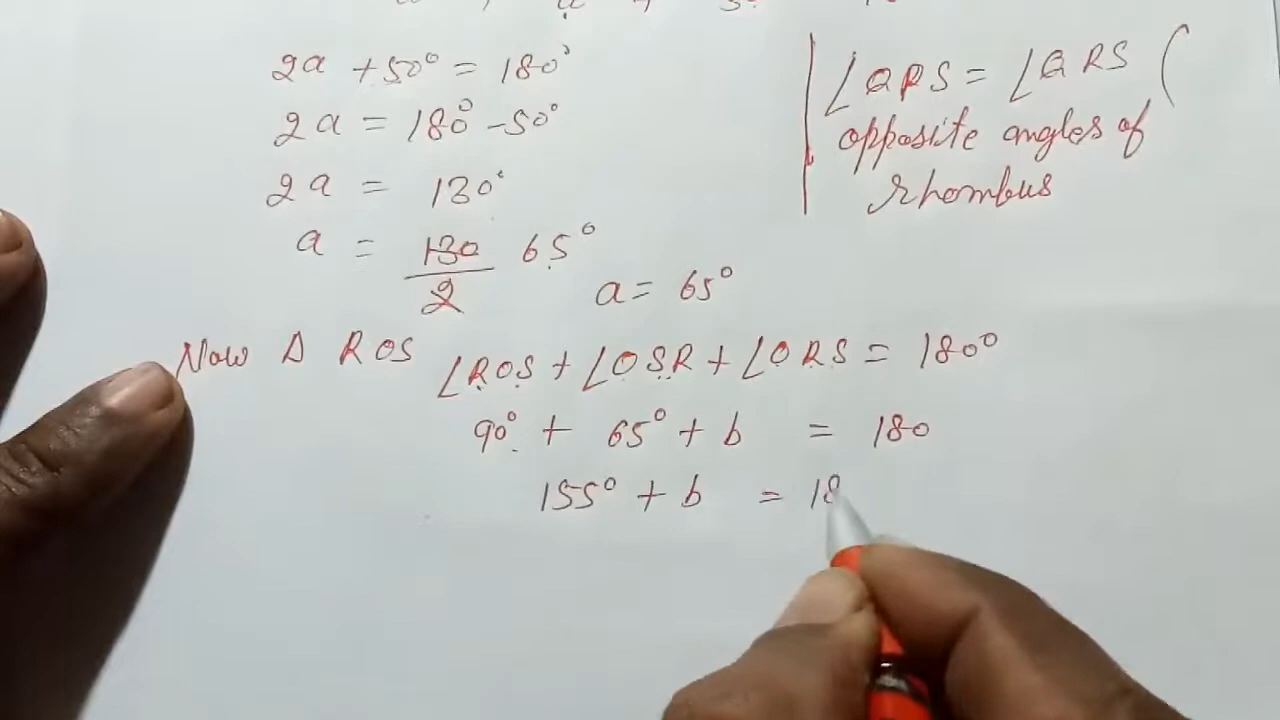 2a + 50° = 180°
2a = 180° - 50°
2a = 130°
a = 130/2 65°
a = 65°
∠QPS = ∠QRS (
opposite angles of
rhombus
Now Δ ROS
∠ROS + ∠OSR + ∠ORS = 180°
90° + 65° + b = 180
155° + b = 18